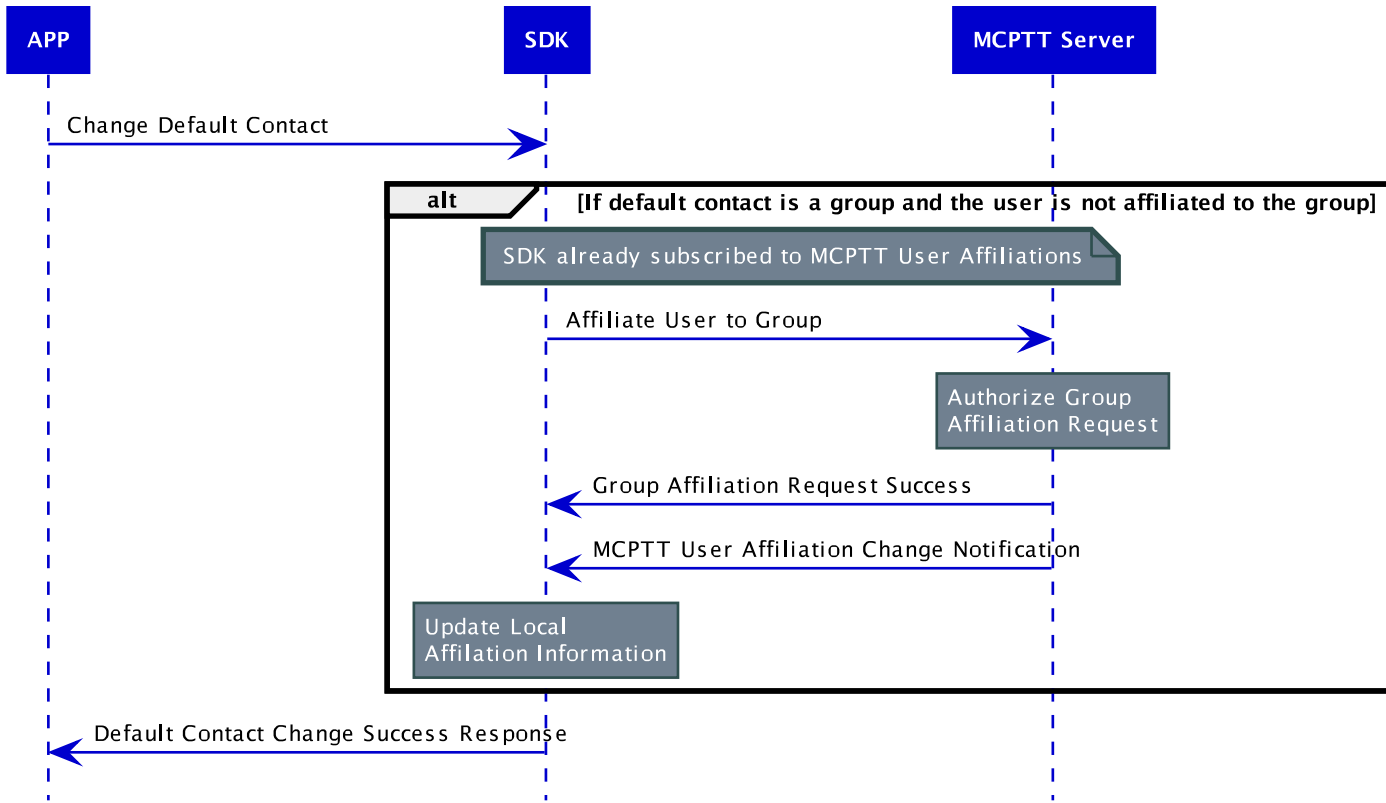 APP
SDK
MCPTT Server
Change Default Contact
alt
[If default contact is a group and the user is not affiliated to the group]
SDK already subscribed to MCPTT User Affiliations
Affiliate User to Group
Authorize Group
Affiliation Request
Group Affiliation Request Success
MCPTT User Affiliation Change Notification
Update Local
Affilation Information
Default Contact Change Success Response